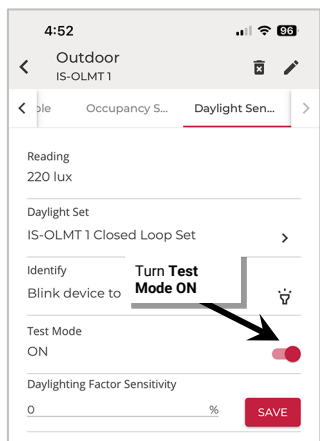 4:52
96
Outdoor
IS-OLMT 1
ole Occupancy S... Daylight Sen...
Reading
220 lux
Daylight Set
IS-OLMT 1 Closed Loop Set
Identify
Blink device to
Turn Test
Mode ON
Test Mode
ON
Daylighting Factor Sensitivity
0 %
SAVE